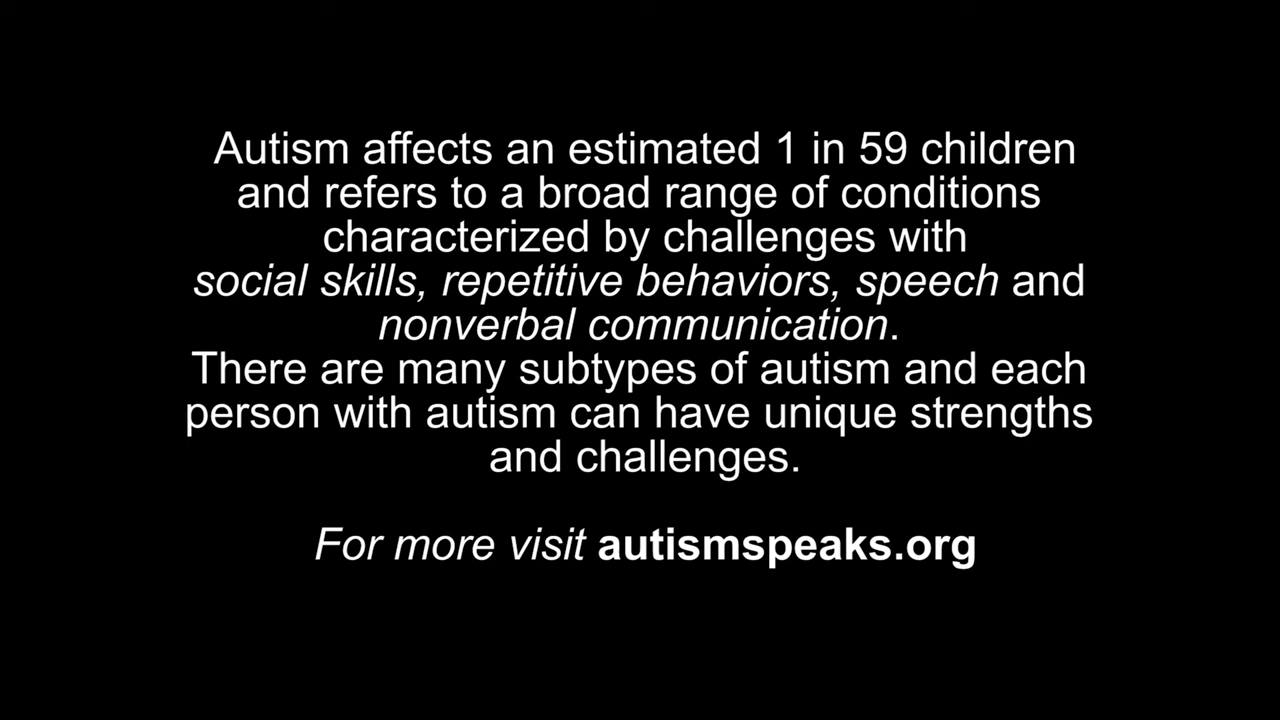 Autism affects an estimated 1 in 59 children
and refers to a broad range of conditions
characterized by challenges with
social skills, repetitive behaviors, speech and
nonverbal communication.
There are many subtypes of autism and each
person with autism can have unique strengths
and challenges.
For more visit autismspeaks.org